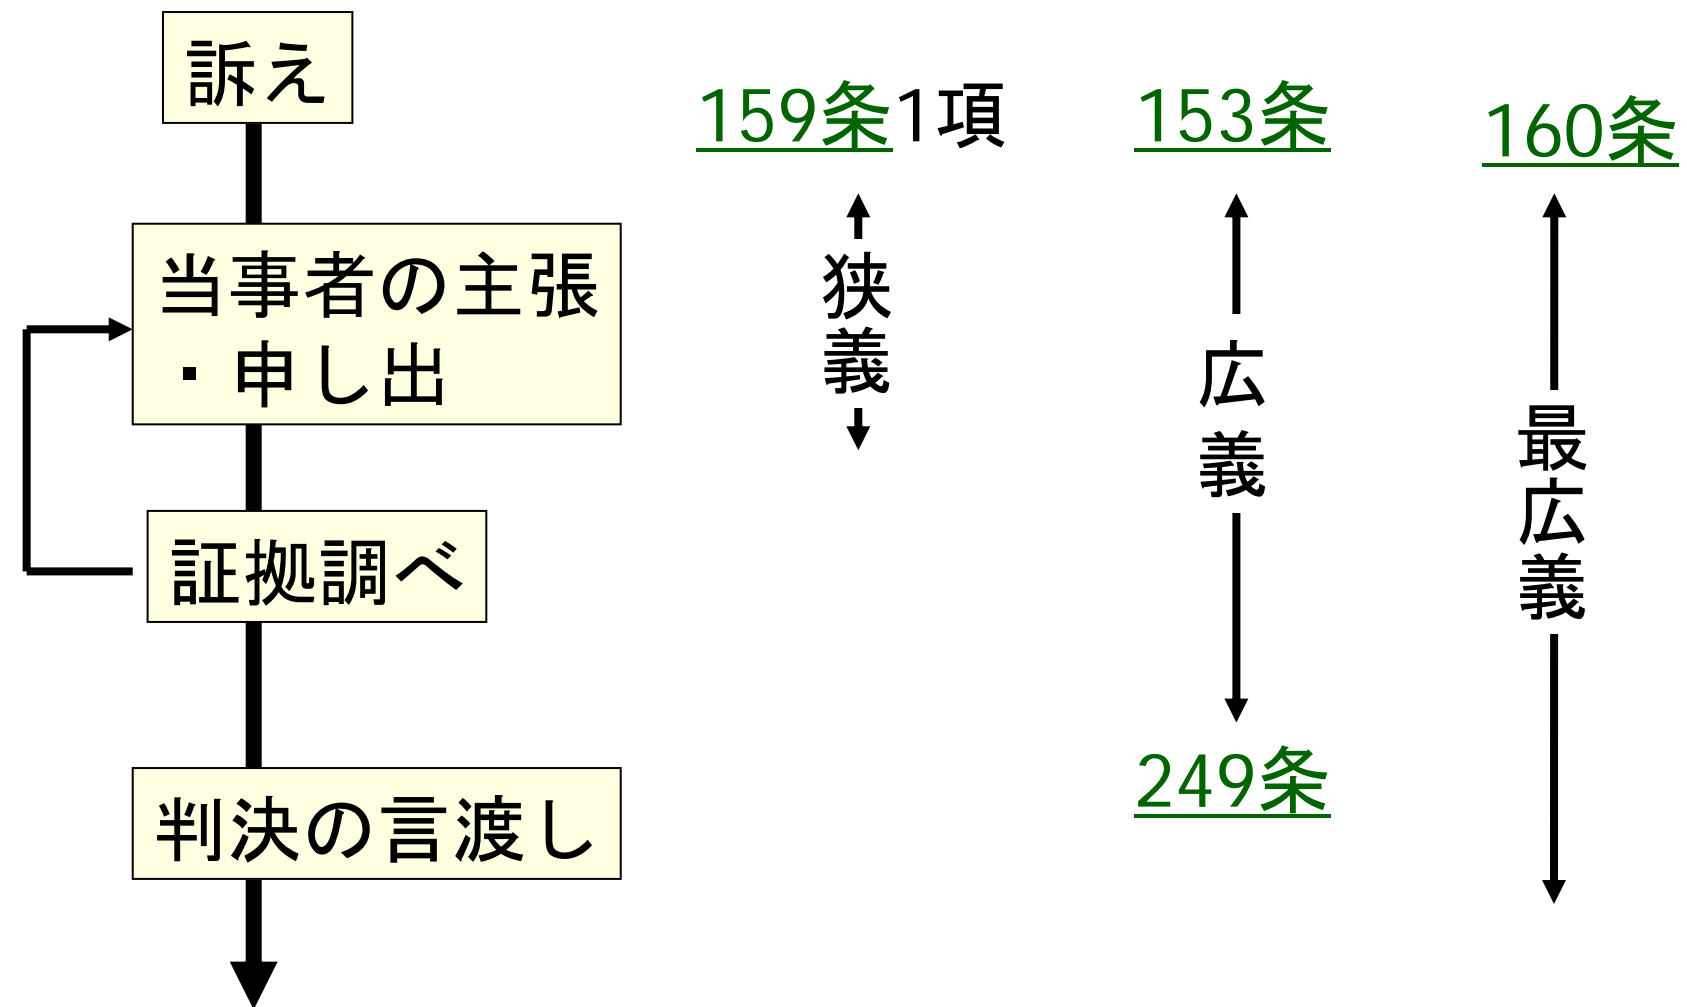 訴え
当事者の主張
・申し出
証拠調べ
判決の言渡し
159条1項
狭義
153条
広義
249条
160条
最広義